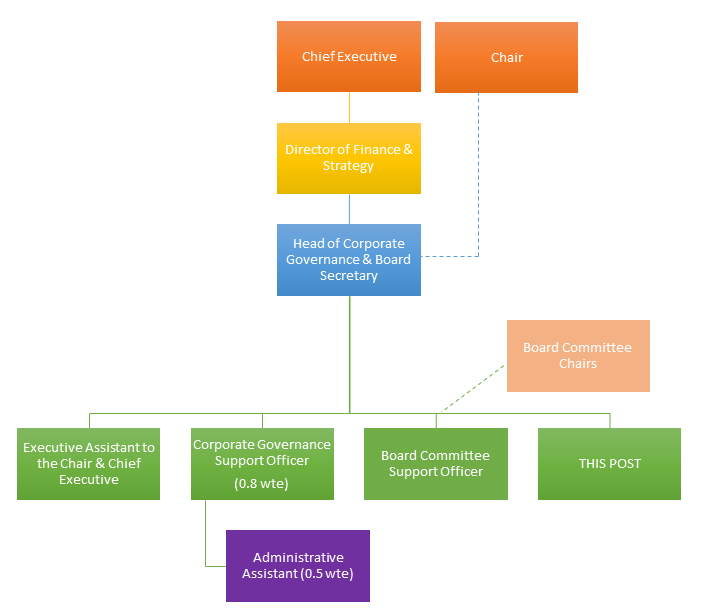 Chief Executive
Chair
Director of Finance &
Strategy
Head of Corporate
Governance & Board
Secretary
Board Committee
Chairs
Executive Assistant to
the Chair & Chief
Executive
Corporate Governance
Support Officer
(0.8 wte)
Board Committee
Support Officer
THIS POST
Administrative
Assistant (0.5 wte)